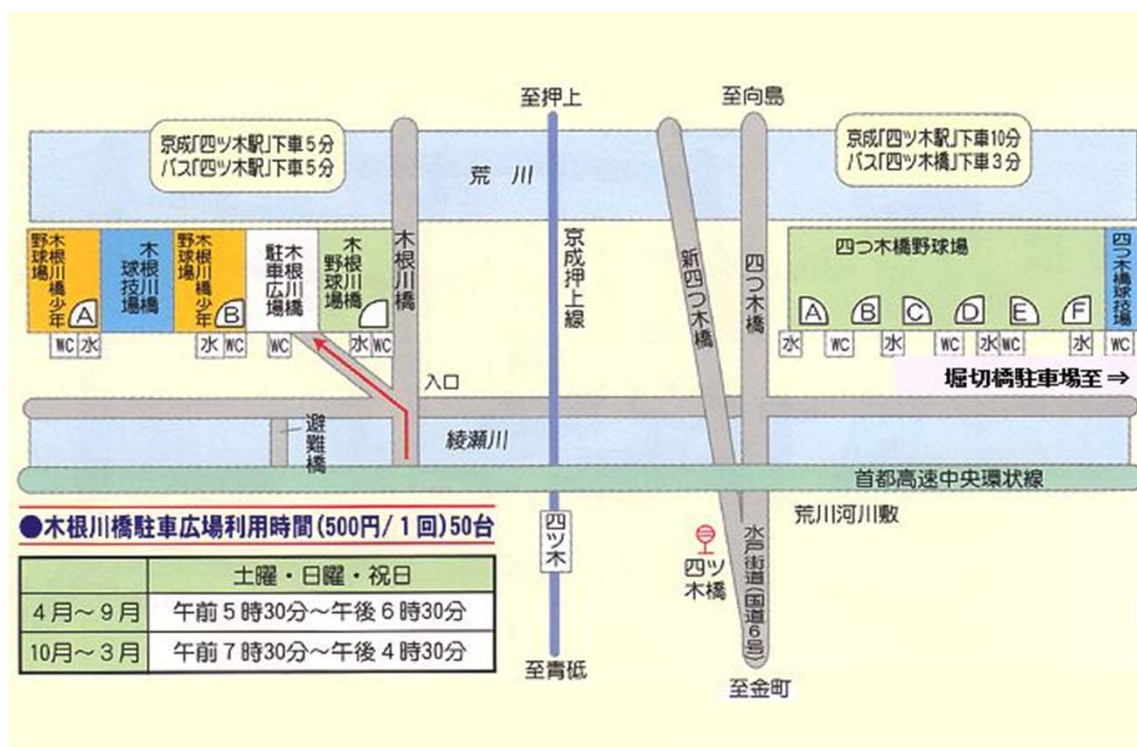 至押上
至向島
京成「四ツ木駅」下車5分
バス「四ツ木駅」下車5分
京成「四ツ木駅」下車10分
バス「四ツ木橋」下車3分
荒 川
木根川橋少年野球場
A
木根川橋球技場
木根川橋少年野球場
B
木根川橋駐車広場
木根川橋野球場
木根川橋
京成押上線
新四つ木橋
四つ木橋
四つ木橋野球場
A B C D E F
四つ木橋球技場
WC 水 水 WC WC 水 WC
水 WC 水 WC 水 WC 水 WC
堀切橋駐車場至⇒
入口
避難橋
綾瀬川
首都高速中央環状線
荒川河川敷
●木根川橋駐車広場利用時間(500円/1回)50台
土曜・日曜・祝日
4月~9月 午前5時30分~午後6時30分
10月~3月 午前7時30分~午後4時30分
四ツ木
四ツ木橋
水戸街道(国道6号)
至青砥
至金町